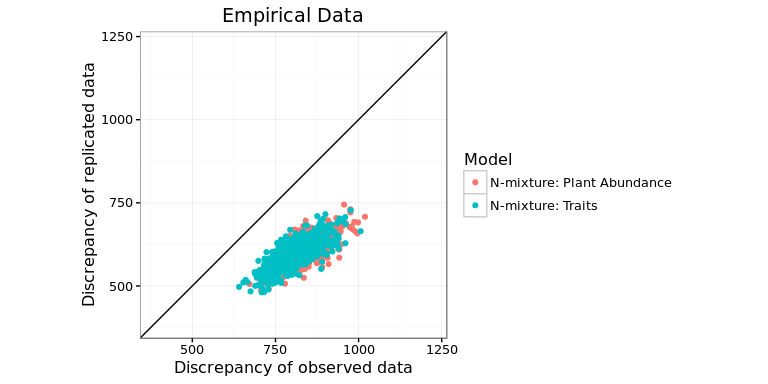 Empirical Data
Discrepancy of replicated data
1250
1000
750
500
500 750 1000 1250
Discrepancy of observed data
Model
N-mixture: Plant Abundance
N-mixture: Traits